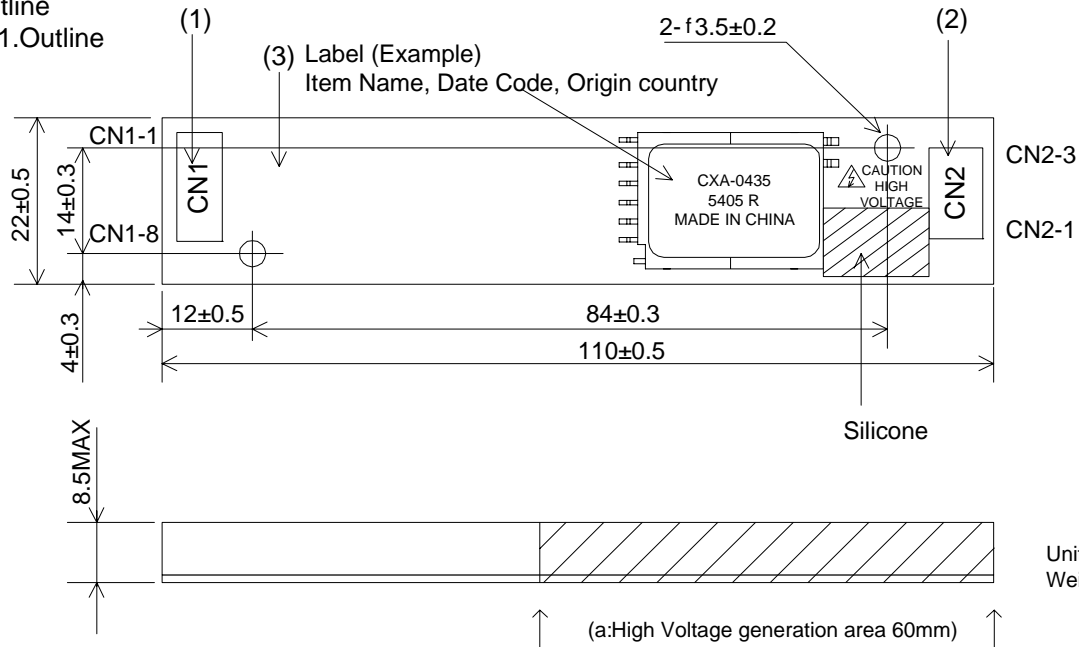 1.Outline
(1)
(2)
2-f3.5±0.2
(3) Label (Example)
Item Name, Date Code, Origin country
CN1-1
CN1
CN1-8
CXA-0435
5405 R
MADE IN CHINA
CAUTION
HIGH
VOLTAGE
CN2
CN2-3
CN2-1
22±0.5
14±0.3
4±0.3
12±0.5
84±0.3
110±0.5
Silicone
8.5MAX
(a:High Voltage generation area 60mm)